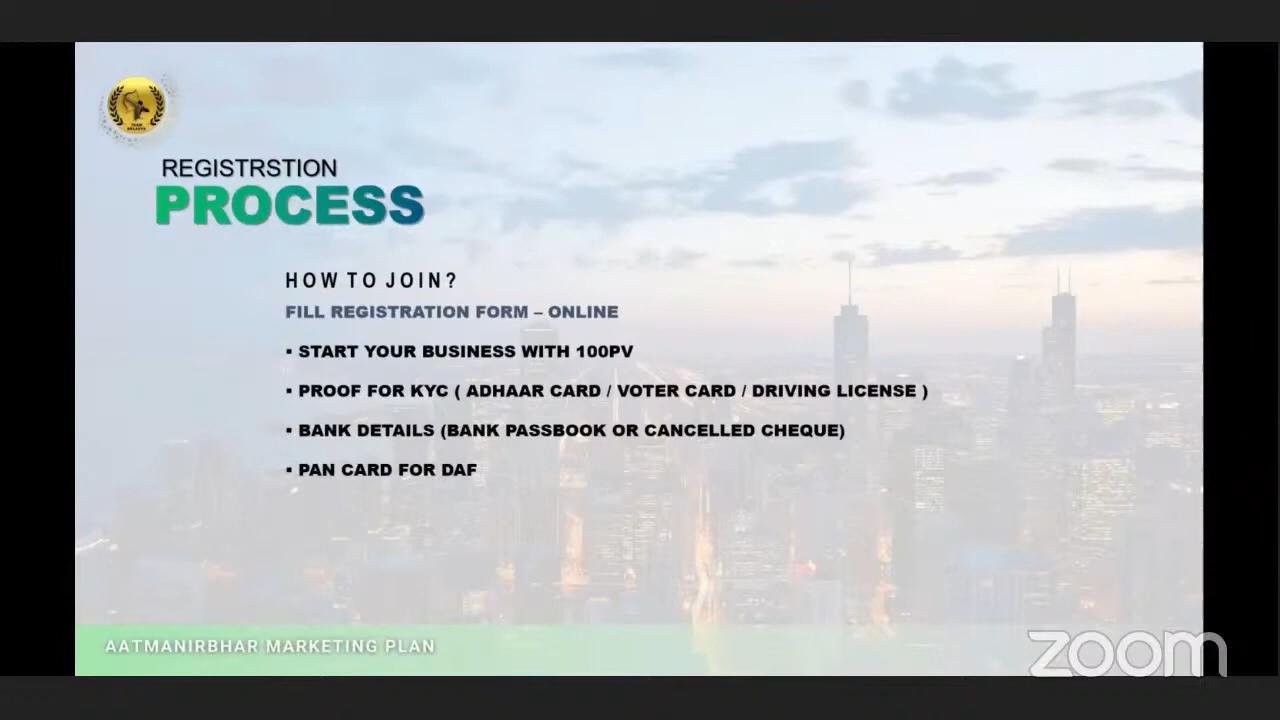 REGISTRSTION
PROCESS
HOW TO JOIN?
FILL REGISTRATION FORM – ONLINE
▪ START YOUR BUSINESS WITH 100PV
▪ PROOF FOR KYC ( ADHAAR CARD / VOTER CARD / DRIVING LICENSE )
▪ BANK DETAILS (BANK PASSBOOK OR CANCELLED CHEQUE)
▪ PAN CARD FOR DAF
AATMANIRBHAR MARKETING PLAN
zoom